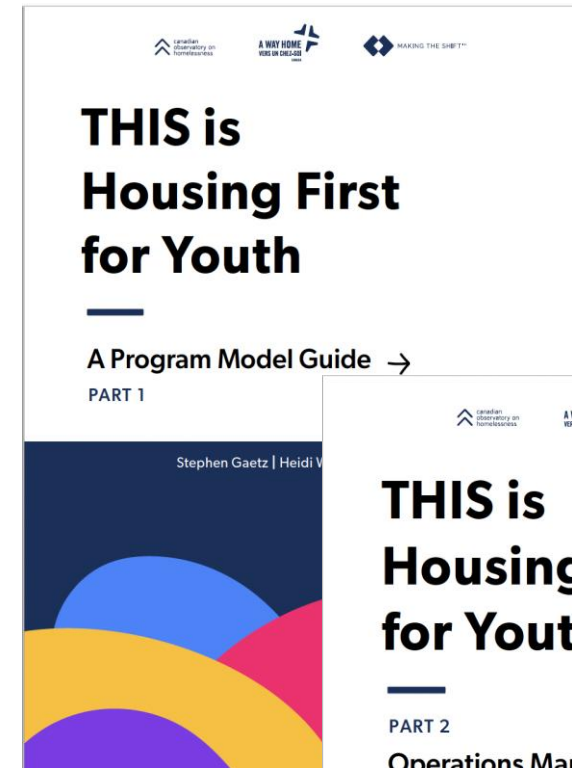 canadian
observatory on
homelessness
A WAY HOME
VERS UN CHEZ-SOI
MAKING THE SHIFT
THIS is
Housing First
for Youth
A Program Model Guide →
PART 1
Stephen Gaetz | Heidi
canadian
observatory on
homelessness
THIS is
Housing
for Yout
PART 2
Operations Ma